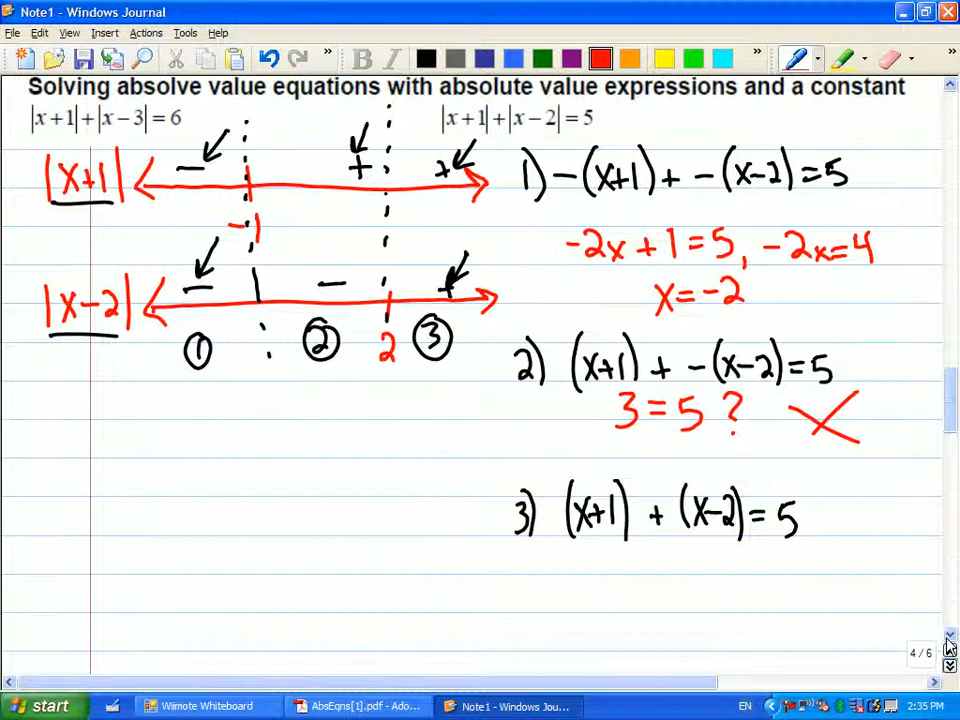 Note1 - Windows Journal
File Edit View Insert Actions Tools Help
Solving absolve value equations with absolute value expressions and a constant
|x+1|+|x−3|=6
|x+1|+|x−2|=5
|x+1| − + +
-1
|x−2| − − +
① ② 2 ③
1) −(x+1) + −(x−2) = 5
-2x + 1 = 5, -2x = 4
x = -2
2) (x+1) + −(x−2) = 5
3 = 5 ?
3) (x+1) + (x−2) = 5
4 / 6
start Wiimote Whiteboard AbsEqns[1].pdf - Ado... Note1 - Windows Jou... EN 2:35 PM